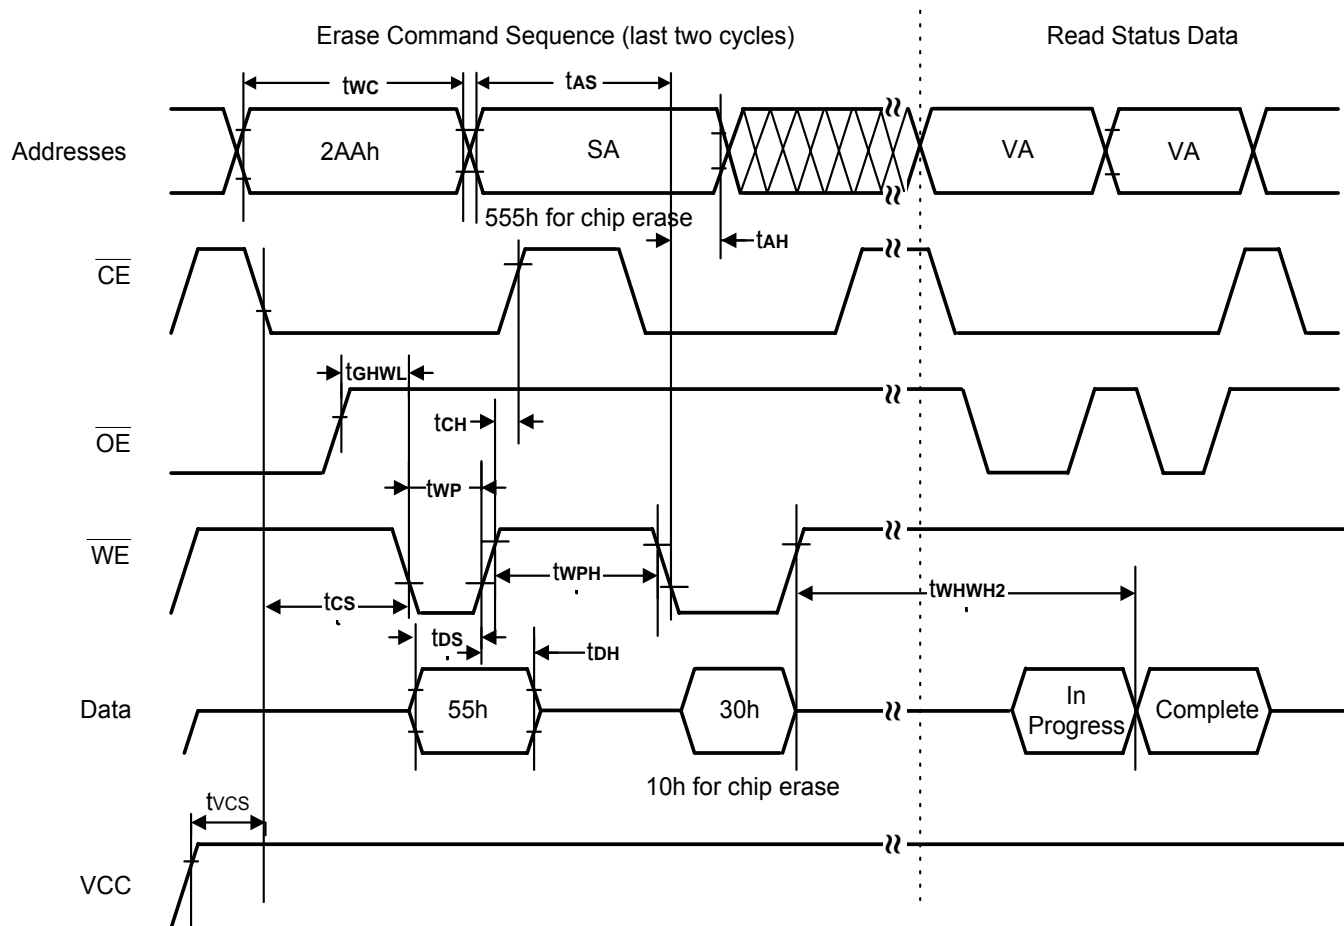 Erase Command Sequence (last two cycles)
Read Status Data
tWC
tAS
Addresses
2AAh
SA
VA
VA
555h for chip erase
tAH
CE
tGHWL
tCH
OE
tWP
WE
tWPH
tWHWH2
tCS
tDS
tDH
Data
55h
30h
In
Progress
Complete
10h for chip erase
tVCS
VCC